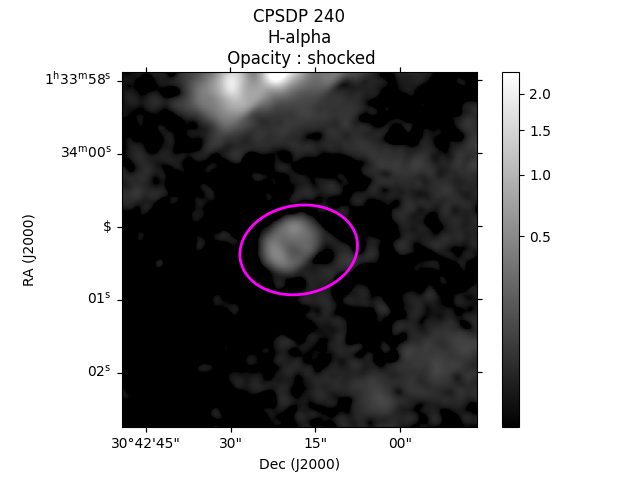 CPSDP 240
H-alpha
Opacity : shocked
1ʰ33ᵐ58ˢ
34ᵐ00ˢ
$
01ˢ
02ˢ
RA (J2000)
30°42'45" 30" 15" 00"
Dec (J2000)
2.0
1.5
1.0
0.5